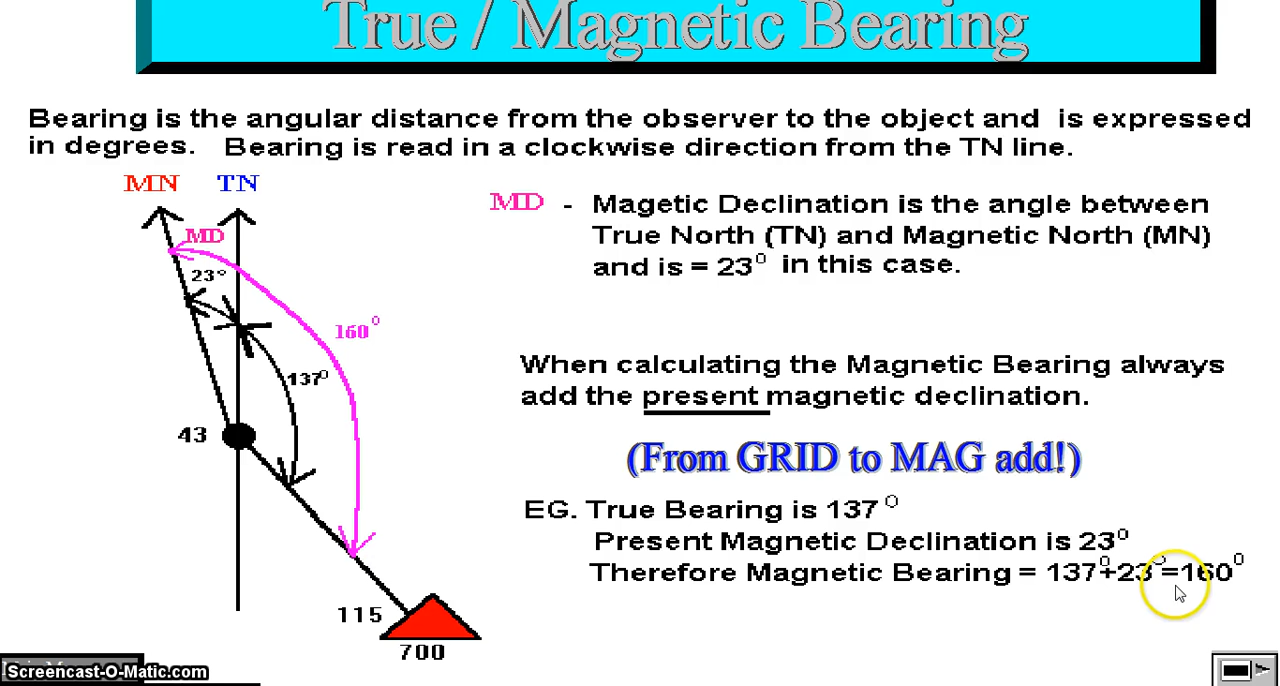 True / Magnetic Bearing
Bearing is the angular distance from the observer to the object and is expressed
in degrees. Bearing is read in a clockwise direction from the TN line.
MN TN
MD
23°
160°
137°
43
115
700
MD - Magetic Declination is the angle between
True North (TN) and Magnetic North (MN)
and is = 23° in this case.
When calculating the Magnetic Bearing always
add the present magnetic declination.
(From GRID to MAG add!)
EG. True Bearing is 137°
Present Magnetic Declination is 23°
Therefore Magnetic Bearing = 137°+23°=160°
Screencast-O-Matic.com